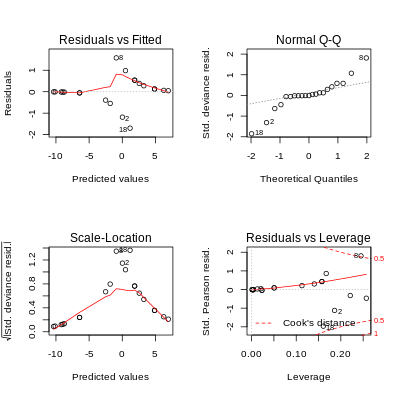 Residuals vs Fitted
Residuals
-2 -1 0 1
8
2
18
-10 -5 0 5
Predicted values
Normal Q-Q
Std. deviance resid.
-2 -1 0 1 2
8
2
18
-2 -1 0 1 2
Theoretical Quantiles
Scale-Location
√|Std. deviance resid.|
0.0 0.4 0.8 1.2
8
18
2
-10 -5 0 5
Predicted values
Residuals vs Leverage
Std. Pearson resid.
-2 -1 0 1 2
8
2
18
0.5
0.5
1
Cook's distance
0.00 0.10 0.20
Leverage